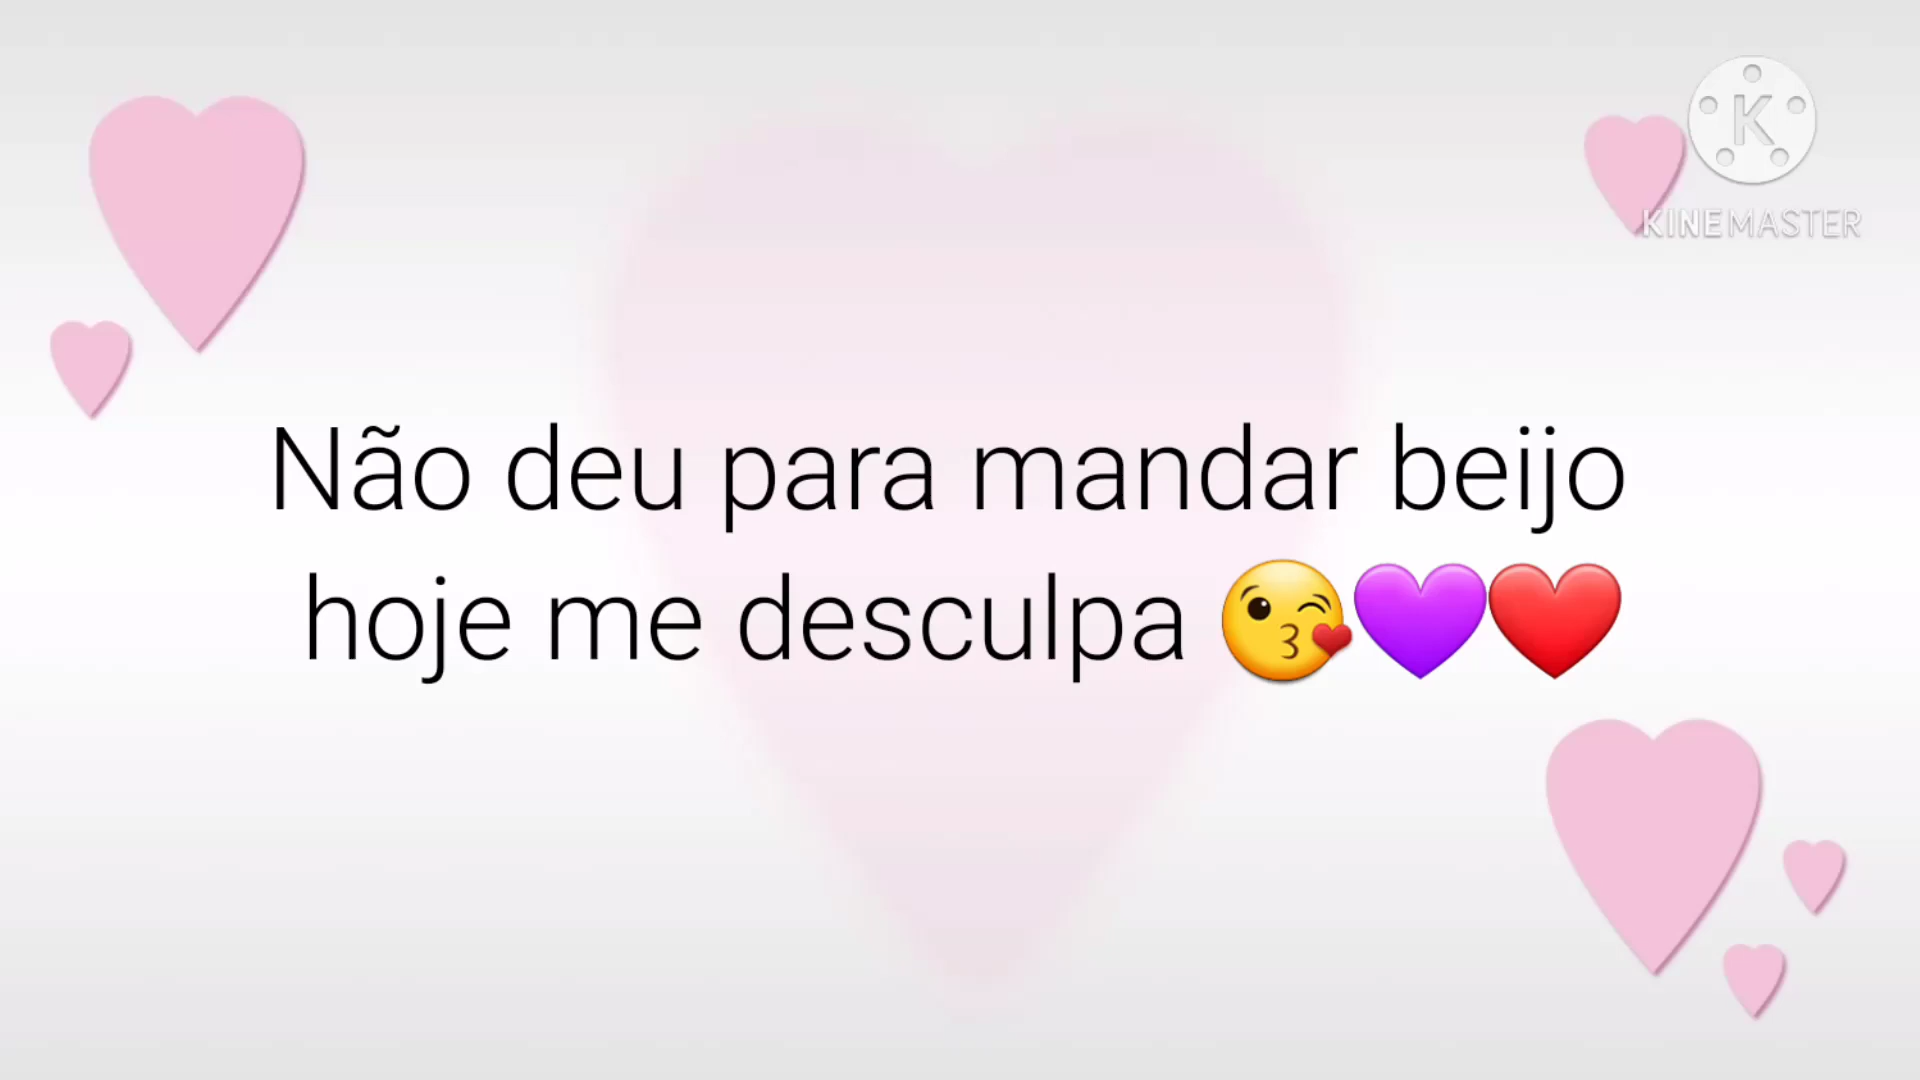 K
KINEMASTER
Não deu para mandar beijo
hoje me desculpa 😘💜❤️